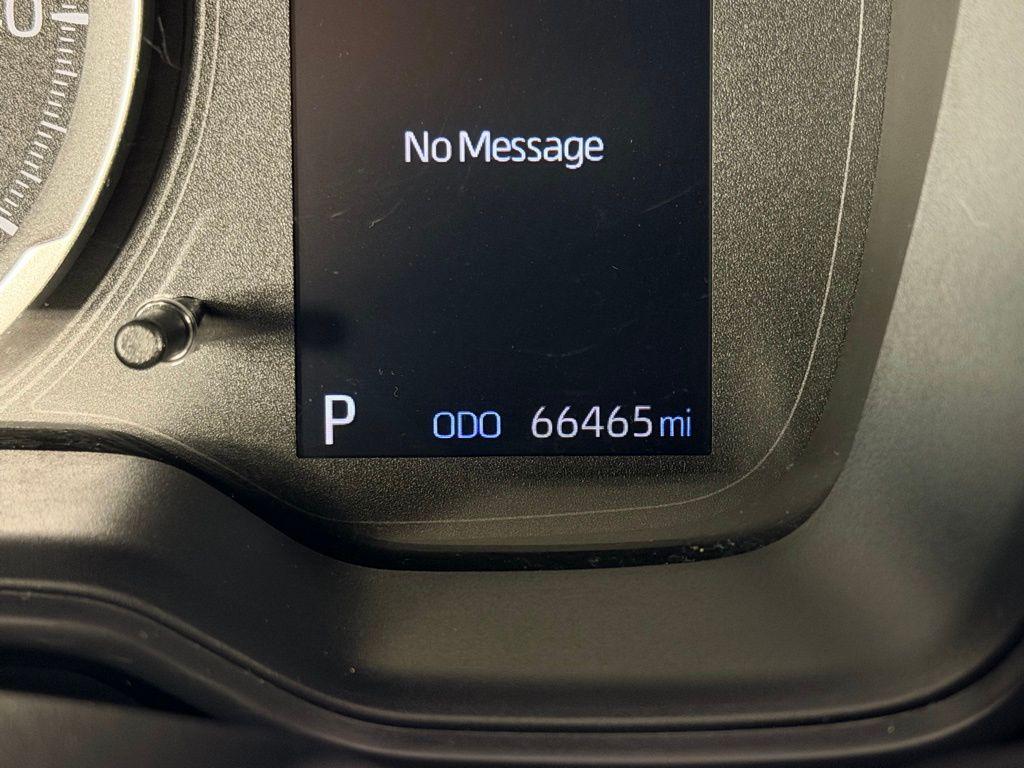 No Message
P ODO 66465 mi